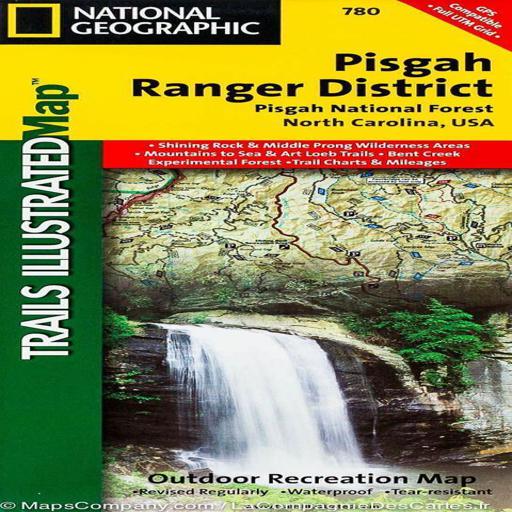 NATIONAL
GEOGRAPHIC
780
GPS
Compatible
• Full UTM Grid •
Pisgah
Ranger District
Pisgah National Forest
North Carolina, USA
• Shining Rock & Middle Prong Wilderness Areas
• Mountains to Sea & Art Loeb Trails • Bent Creek
Experimental Forest • Trail Charts & Mileages
TRAILS ILLUSTRATED Map™
Outdoor Recreation Map
•Revised Regularly •Waterproof •Tear-resistant
© MapsCompany.com / LaCompagnieDesCartes.fr